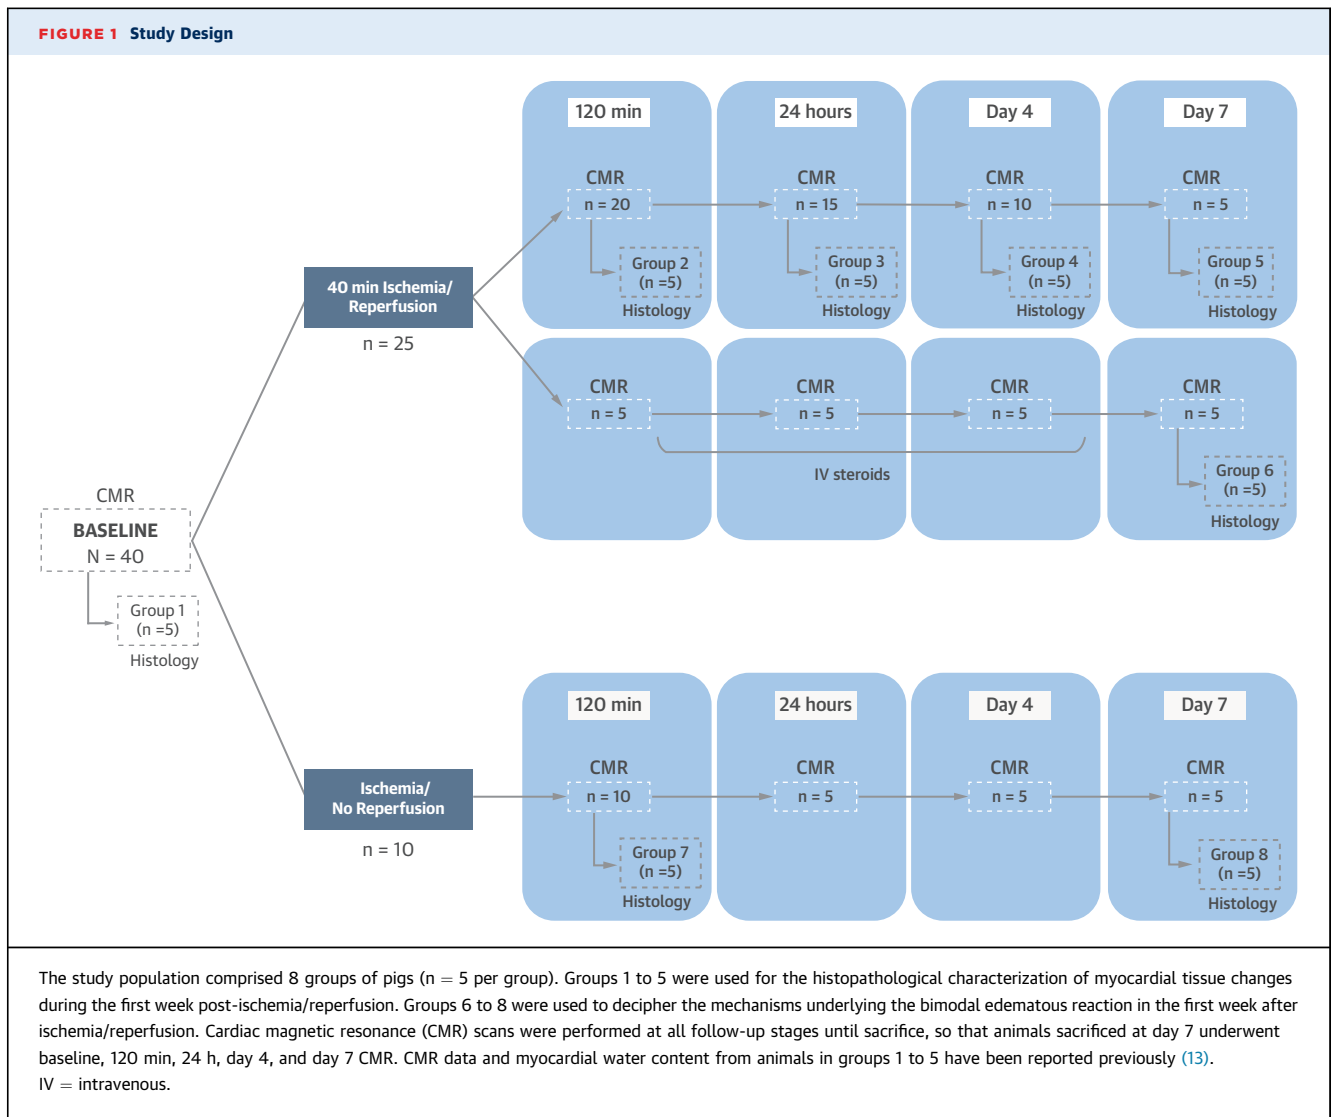 FIGURE 1 Study Design
120 min
24 hours
Day 4
Day 7
CMR
n = 20
CMR
n = 15
CMR
n = 10
CMR
n = 5
Group 2
(n =5)
Histology
Group 3
(n =5)
Histology
Group 4
(n =5)
Histology
Group 5
(n =5)
Histology
40 min Ischemia/
Reperfusion
n = 25
CMR
n = 5
CMR
n = 5
CMR
n = 5
CMR
n = 5
IV steroids
Group 6
(n =5)
Histology
CMR
BASELINE
N = 40
Group 1
(n =5)
Histology
120 min
24 hours
Day 4
Day 7
Ischemia/
No Reperfusion
n = 10
CMR
n = 10
CMR
n = 5
CMR
n = 5
CMR
n = 5
Group 7
(n =5)
Histology
Group 8
(n =5)
Histology
The study population comprised 8 groups of pigs (n = 5 per group). Groups 1 to 5 were used for the histopathological characterization of myocardial tissue changes
during the first week post-ischemia/reperfusion. Groups 6 to 8 were used to decipher the mechanisms underlying the bimodal edematous reaction in the first week after
ischemia/reperfusion. Cardiac magnetic resonance (CMR) scans were performed at all follow-up stages until sacrifice, so that animals sacrificed at day 7 underwent
baseline, 120 min, 24 h, day 4, and day 7 CMR. CMR data and myocardial water content from animals in groups 1 to 5 have been reported previously (13).
IV = intravenous.